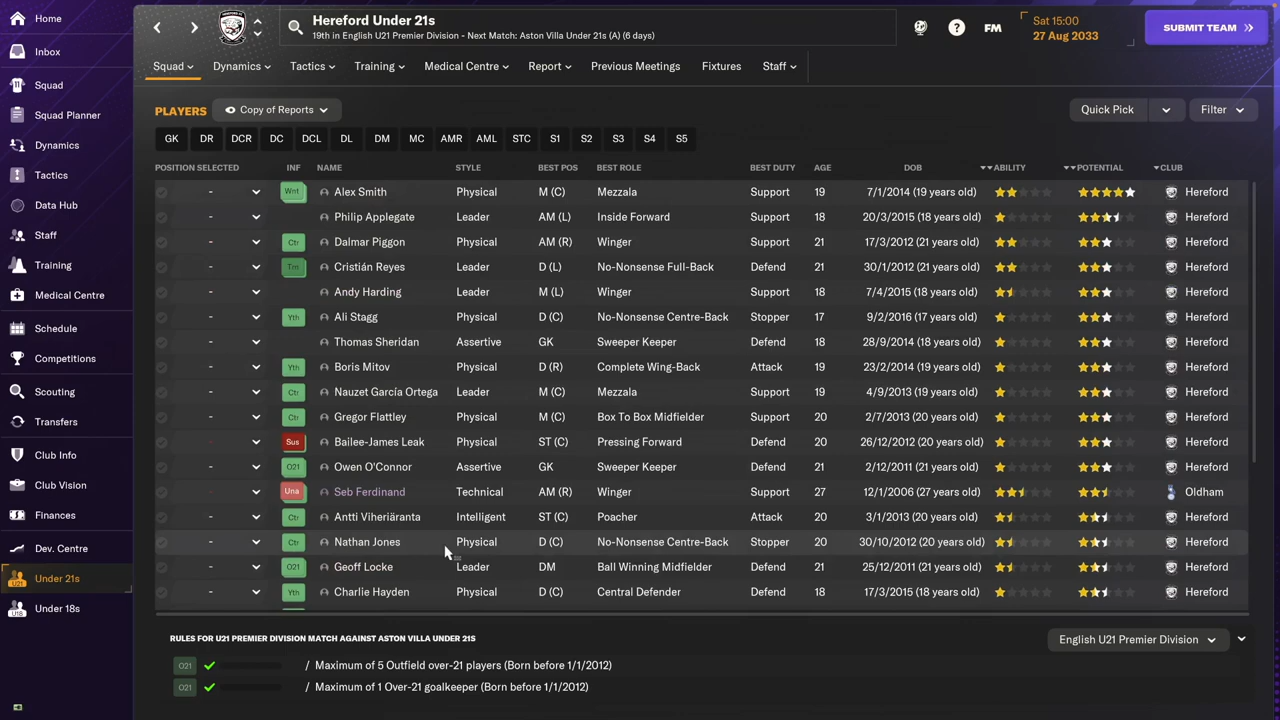 Home
Hereford Under 21s
19th in English U21 Premier Division - Next Match: Aston Villa Under 21s (A) (6 days)
?
FM
Sat 15:00
27 Aug 2033
SUBMIT TEAM
Inbox
Squad
Squad Planner
Dynamics
Tactics
Data Hub
Staff
Training
Medical Centre
Schedule
Competitions
Scouting
Transfers
Club Info
Club Vision
Finances
Dev. Centre
Under 21s
Under 18s
Squad Dynamics Tactics Training Medical Centre Report Previous Meetings Fixtures Staff
PLAYERS Copy of Reports Quick Pick Filter
GK DR DCR DC DCL DL DM MC AMR AML STC S1 S2 S3 S4 S5
POSITION SELECTED INF NAME STYLE BEST POS BEST ROLE BEST DUTY AGE DOB ABILITY POTENTIAL CLUB
- Wnt Alex Smith Physical M (C) Mezzala Support 19 7/1/2014 (19 years old) Hereford
- Philip Applegate Leader AM (L) Inside Forward Support 18 20/3/2015 (18 years old) Hereford
- Ctr Dalmar Piggon Physical AM (R) Winger Support 21 17/3/2012 (21 years old) Hereford
- Trn Cristián Reyes Leader D (L) No-Nonsense Full-Back Defend 21 30/1/2012 (21 years old) Hereford
- Andy Harding Leader M (L) Winger Support 18 7/4/2015 (18 years old) Hereford
- Yth Ali Stagg Physical D (C) No-Nonsense Centre-Back Stopper 17 9/2/2016 (17 years old) Hereford
- Thomas Sheridan Assertive GK Sweeper Keeper Defend 18 28/9/2014 (18 years old) Hereford
- Yth Boris Mitov Physical D (R) Complete Wing-Back Attack 19 23/2/2014 (19 years old) Hereford
- Ctr Nauzet García Ortega Leader M (C) Mezzala Support 19 4/9/2013 (19 years old) Hereford
- Ctr Gregor Flattley Physical M (C) Box To Box Midfielder Support 20 2/7/2013 (20 years old) Hereford
- Sus Bailee-James Leak Physical ST (C) Pressing Forward Defend 20 26/12/2012 (20 years old) Hereford
- O21 Owen O'Connor Assertive GK Sweeper Keeper Defend 21 2/12/2011 (21 years old) Hereford
- Una Seb Ferdinand Technical AM (R) Winger Support 27 12/1/2006 (27 years old) Oldham
- Ctr Antti Viheriäranta Intelligent ST (C) Poacher Attack 20 3/1/2013 (20 years old) Hereford
- Ctr Nathan Jones Physical D (C) No-Nonsense Centre-Back Stopper 20 30/10/2012 (20 years old) Hereford
- O21 Geoff Locke Leader DM Ball Winning Midfielder Defend 21 25/12/2011 (21 years old) Hereford
- Yth Charlie Hayden Physical D (C) Central Defender Defend 18 17/3/2015 (18 years old) Hereford
RULES FOR U21 PREMIER DIVISION MATCH AGAINST ASTON VILLA UNDER 21S English U21 Premier Division
O21 / Maximum of 5 Outfield over-21 players (Born before 1/1/2012)
O21 / Maximum of 1 Over-21 goalkeeper (Born before 1/1/2012)